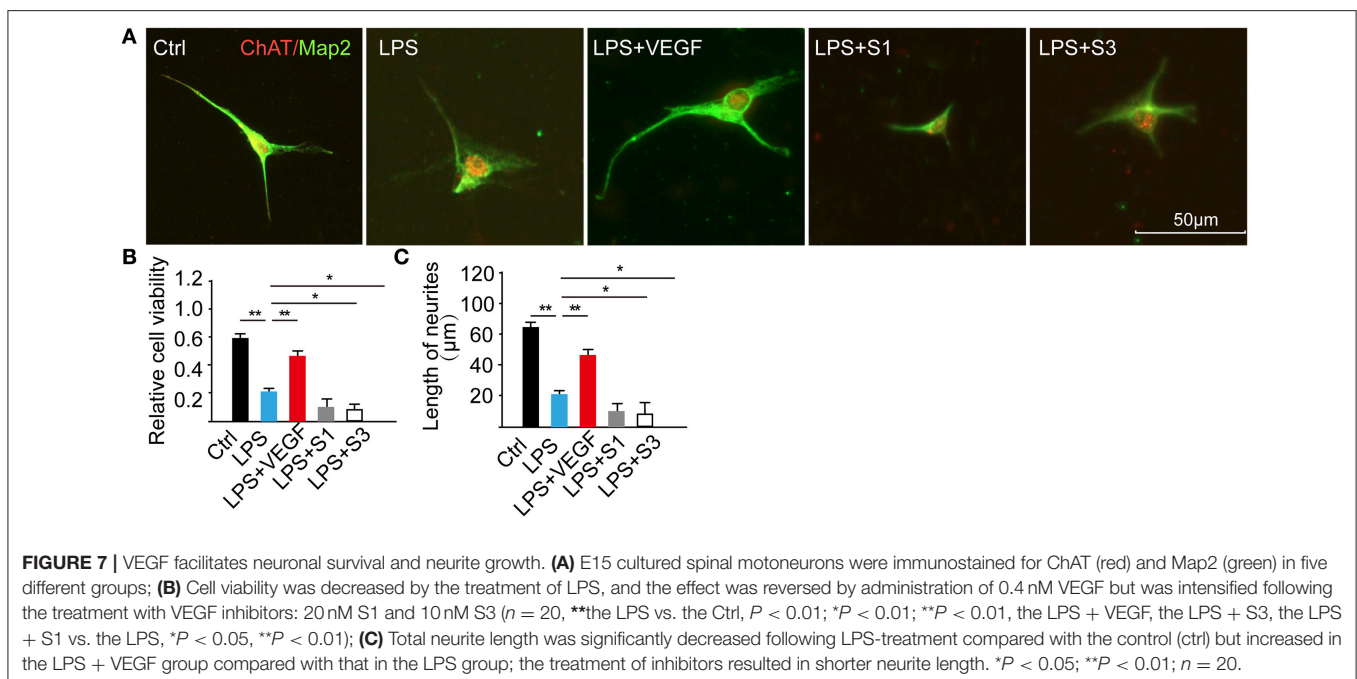 A
Ctrl
ChAT/Map2
LPS
LPS+VEGF
LPS+S1
LPS+S3
50μm
B
Relative cell viability
1.2
1.0
0.6
0.4
0.2
**
**
*
*
Ctrl
LPS
LPS+VEGF
LPS+S1
LPS+S3
C
Length of neurites
(μm)
120
100
60
40
20
**
**
*
*
Ctrl
LPS
LPS+VEGF
LPS+S1
LPS+S3
FIGURE 7 | VEGF facilitates neuronal survival and neurite growth. (A) E15 cultured spinal motoneurons were immunostained for ChAT (red) and Map2 (green) in five
different groups; (B) Cell viability was decreased by the treatment of LPS, and the effect was reversed by administration of 0.4 nM VEGF but was intensified following
the treatment with VEGF inhibitors: 20 nM S1 and 10 nM S3 (n = 20, **the LPS vs. the Ctrl, P < 0.01; *P < 0.01; **P < 0.01, the LPS + VEGF, the LPS + S3, the LPS
+ S1 vs. the LPS, *P < 0.05, **P < 0.01); (C) Total neurite length was significantly decreased following LPS-treatment compared with the control (ctrl) but increased in
the LPS + VEGF group compared with that in the LPS group; the treatment of inhibitors resulted in shorter neurite length. *P < 0.05; **P < 0.01; n = 20.